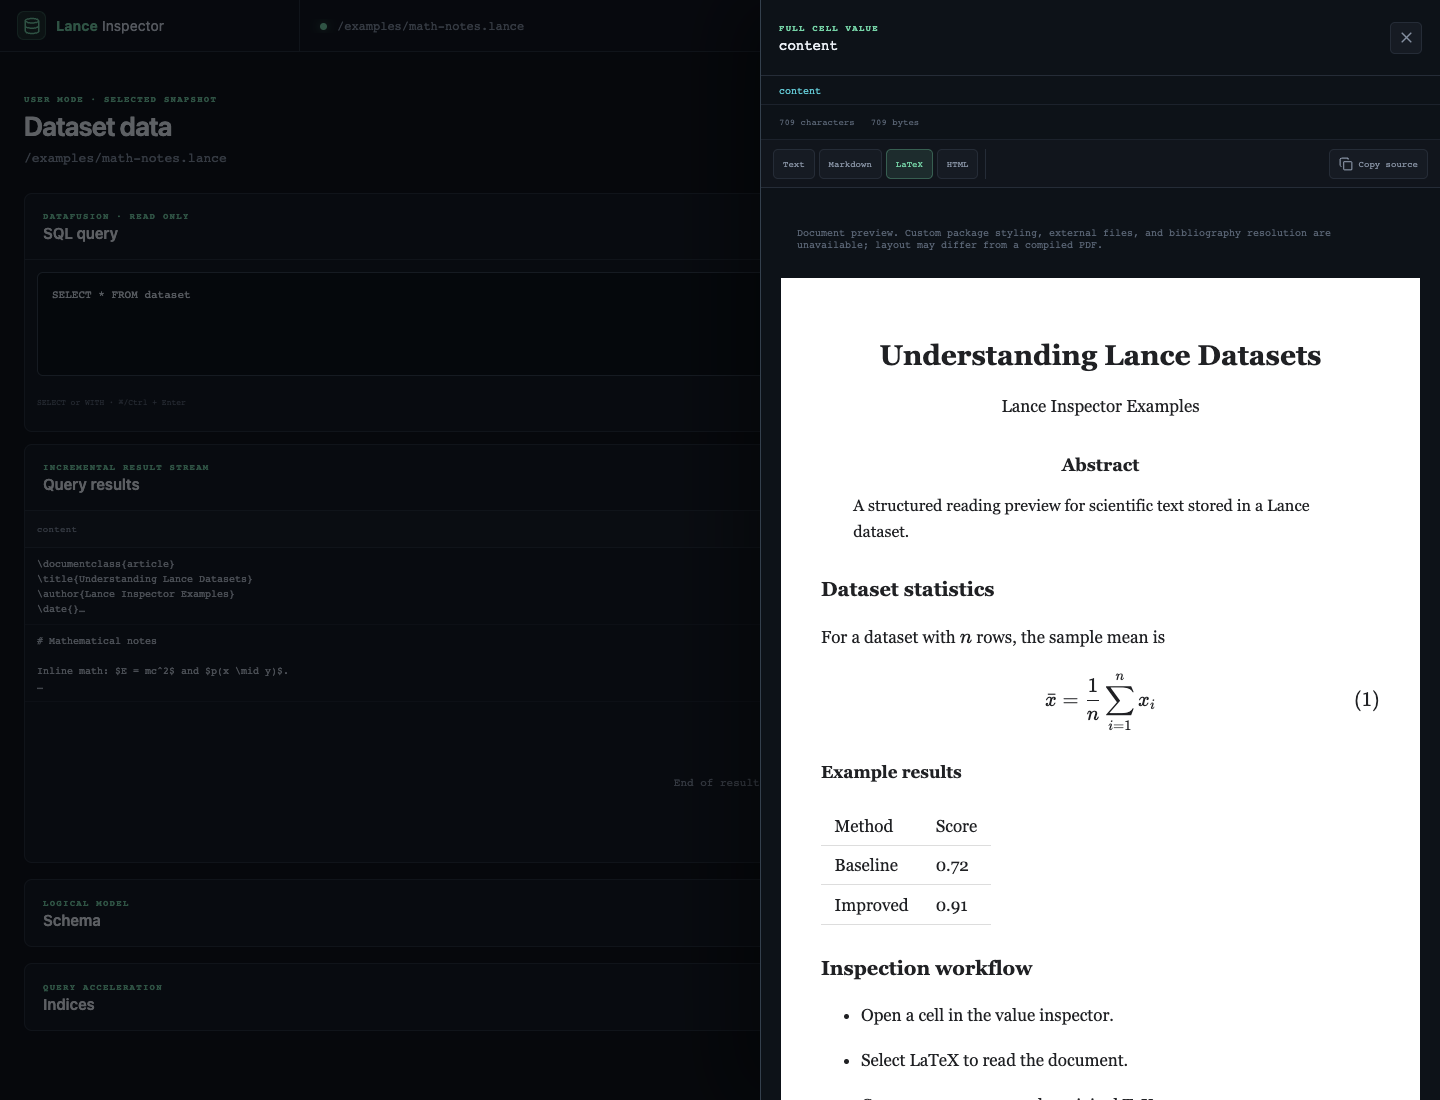 Lance Inspector
/examples/math-notes.lance
USER MODE · SELECTED SNAPSHOT
Dataset data
/examples/math-notes.lance
DATAFUSION · READ ONLY
SQL query
SELECT * FROM dataset
SELECT or WITH · ⌘/Ctrl + Enter
INCREMENTAL RESULT STREAM
Query results
content
\documentclass{article}
\title{Understanding Lance Datasets}
\author{Lance Inspector Examples}
\date{}…
# Mathematical notes
Inline math: $E = mc^2$ and $p(x \mid y)$.
…
End of result
LOGICAL MODEL
Schema
QUERY ACCELERATION
Indices
FULL CELL VALUE
content
content
709 characters 709 bytes
Text Markdown LaTeX HTML Copy source
Document preview. Custom package styling, external files, and bibliography resolution are
unavailable; layout may differ from a compiled PDF.
Understanding Lance Datasets
Lance Inspector Examples
Abstract
A structured reading preview for scientific text stored in a Lance
dataset.
Dataset statistics
For a dataset with n rows, the sample mean is
x̄ = 1/n ∑_{i=1}^{n} x_i (1)
Example results
Method Score
Baseline 0.72
Improved 0.91
Inspection workflow
• Open a cell in the value inspector.
• Select LaTeX to read the document.